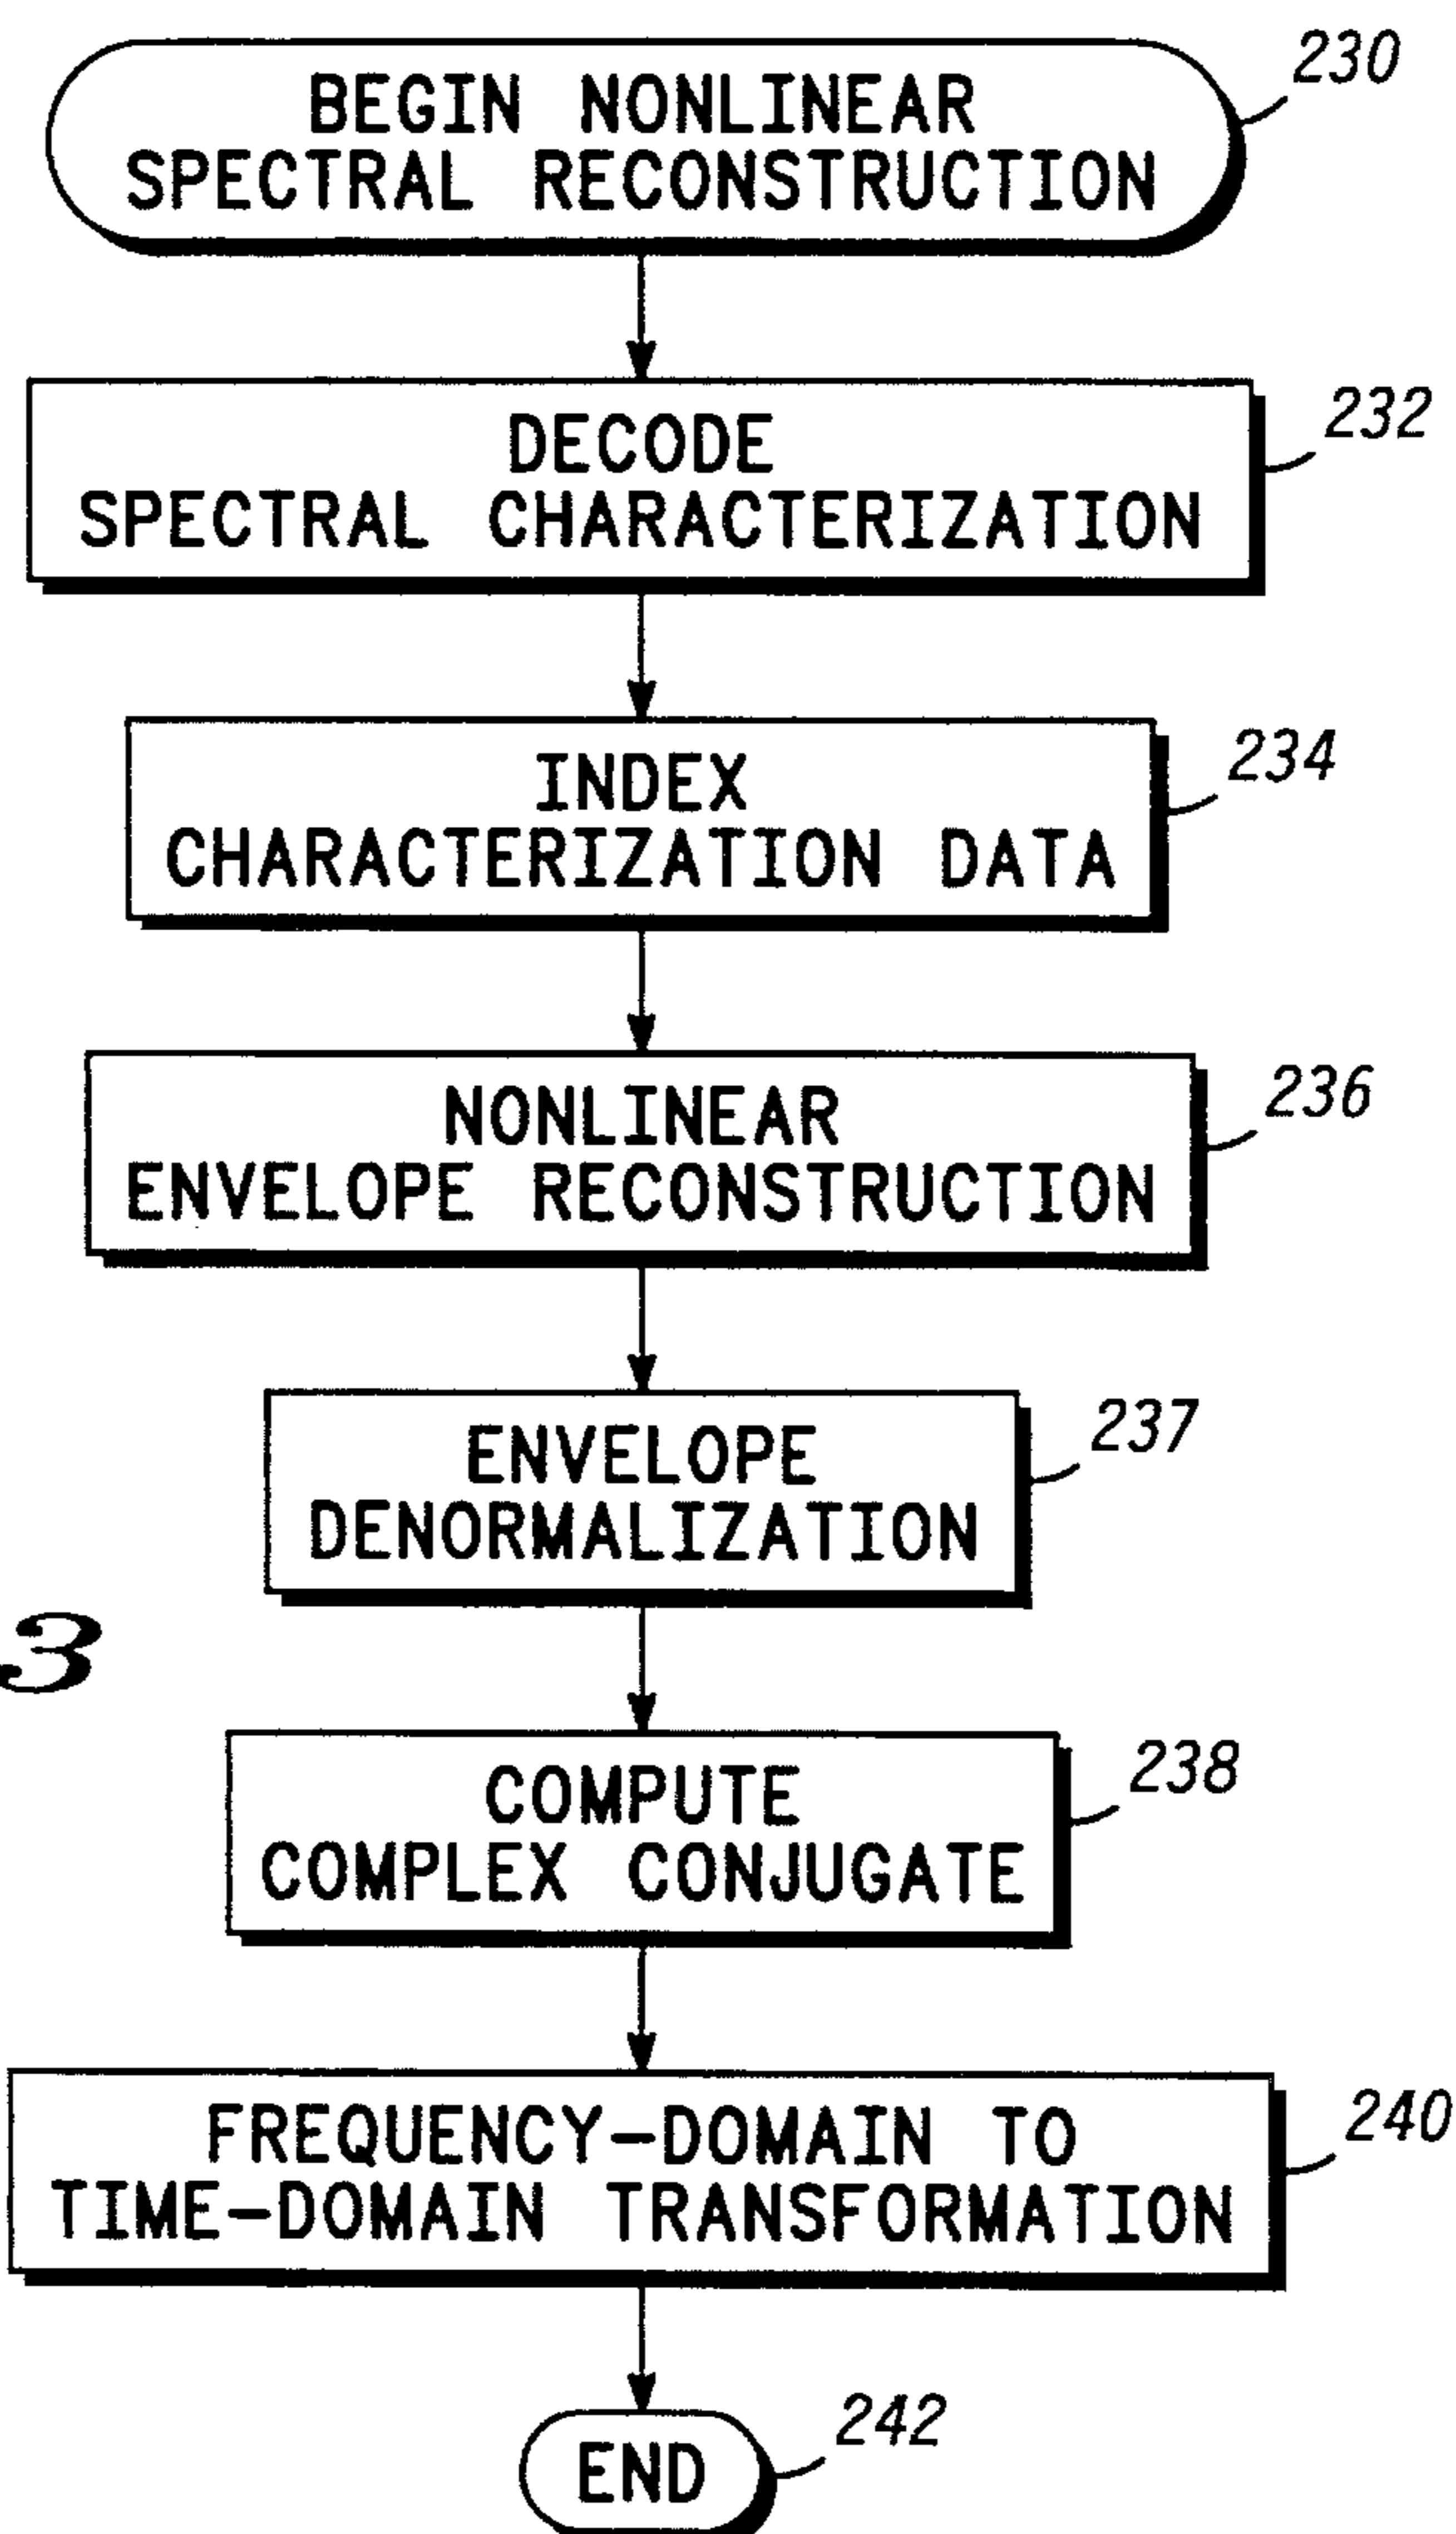 230
BEGIN NONLINEAR
SPECTRAL RECONSTRUCTION
232
DECODE
SPECTRAL CHARACTERIZATION
234
INDEX
CHARACTERIZATION DATA
236
NONLINEAR
ENVELOPE RECONSTRUCTION
237
ENVELOPE
DENORMALIZATION
3
238
COMPUTE
COMPLEX CONJUGATE
240
FREQUENCY-DOMAIN TO
TIME-DOMAIN TRANSFORMATION
242
END